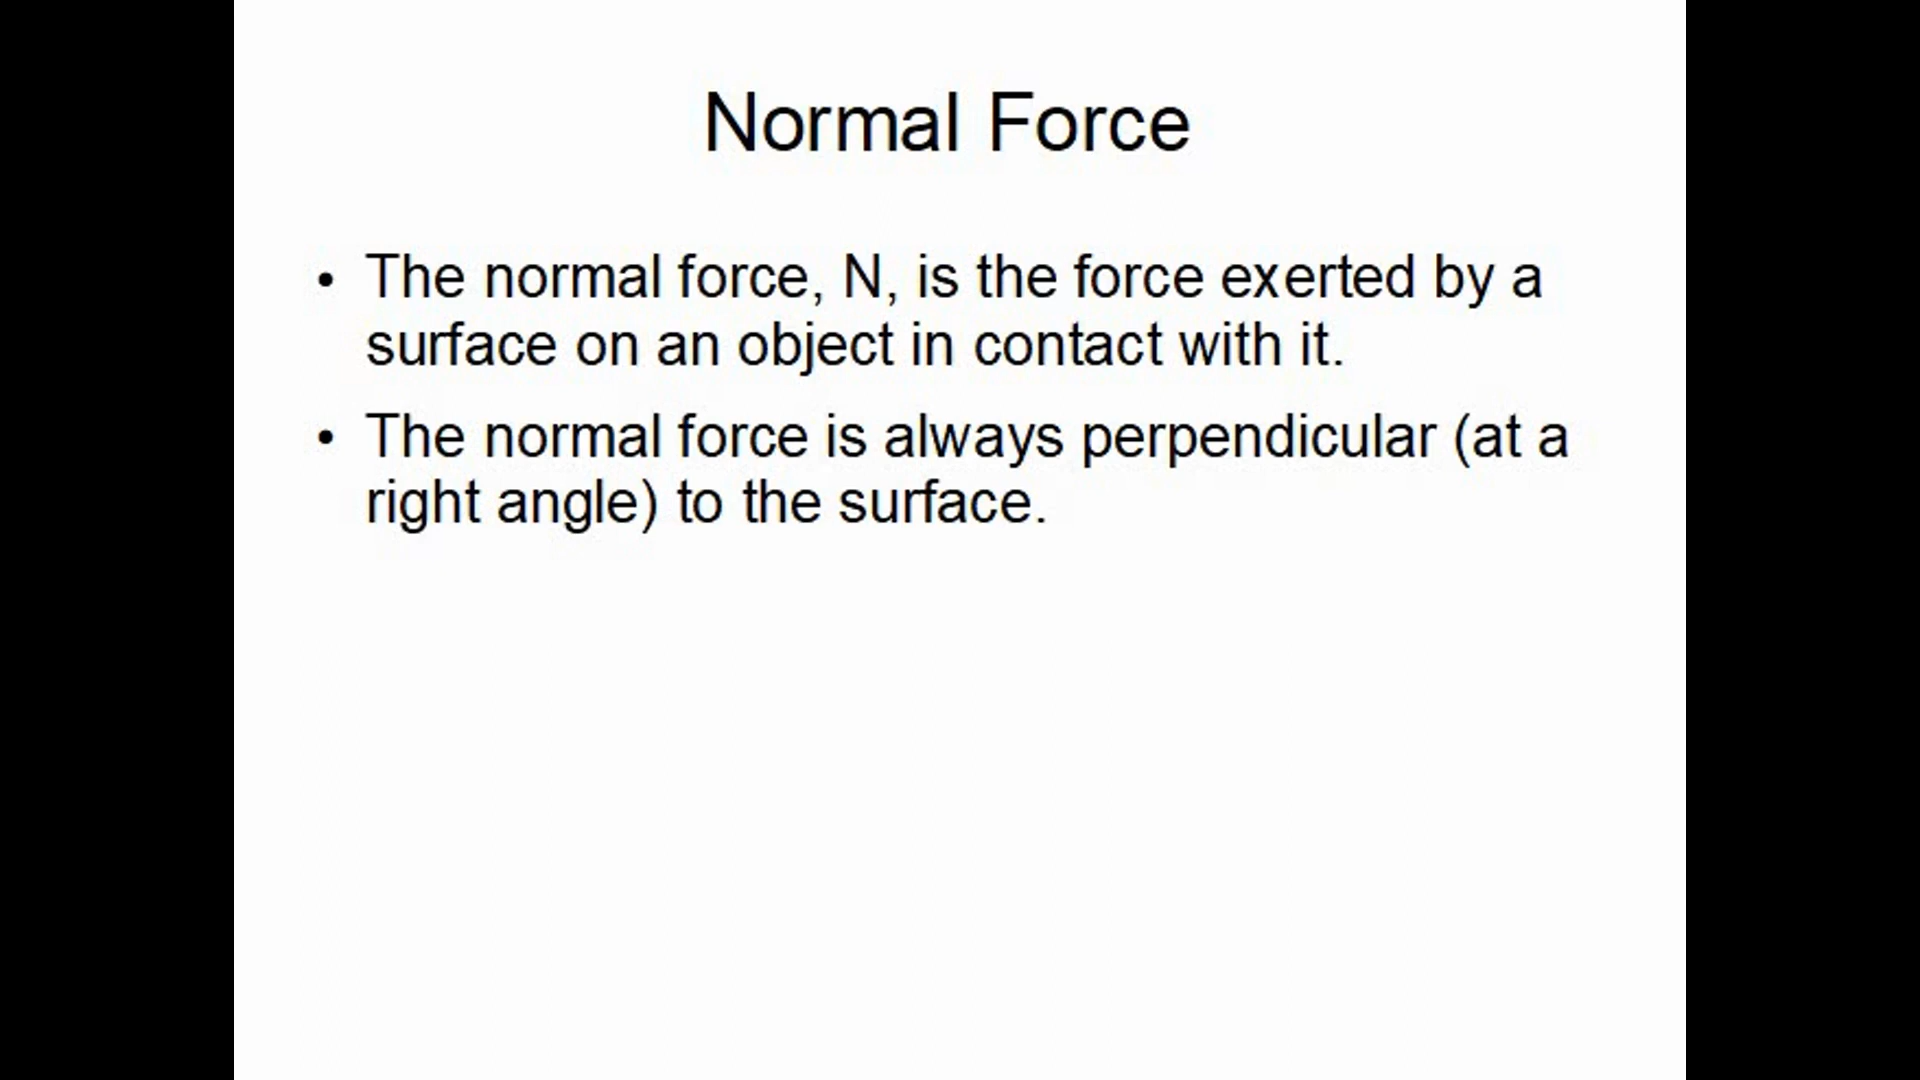 Normal Force
• The normal force, N, is the force exerted by a
surface on an object in contact with it.
• The normal force is always perpendicular (at a
right angle) to the surface.